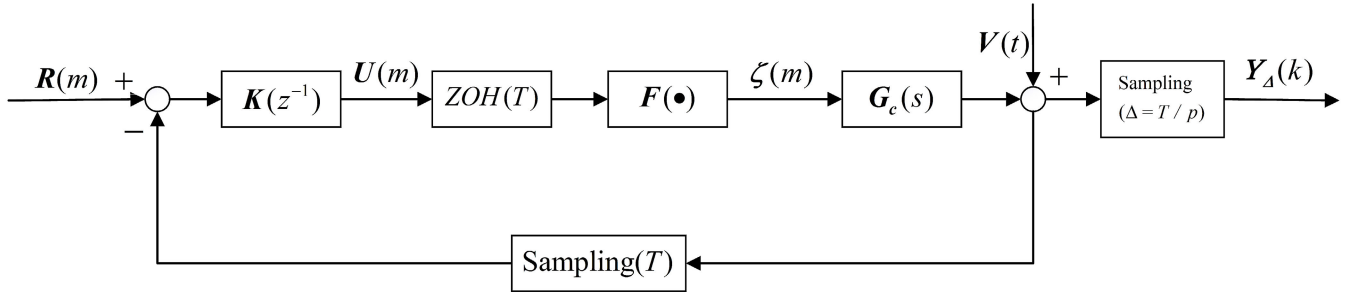 R(m)
+
−
K(z⁻¹)
U(m)
ZOH(T)
F(●)
ζ(m)
G_c(s)
V(t)
+
Sampling
(Δ = T / p)
Y_Δ(k)
Sampling(T)